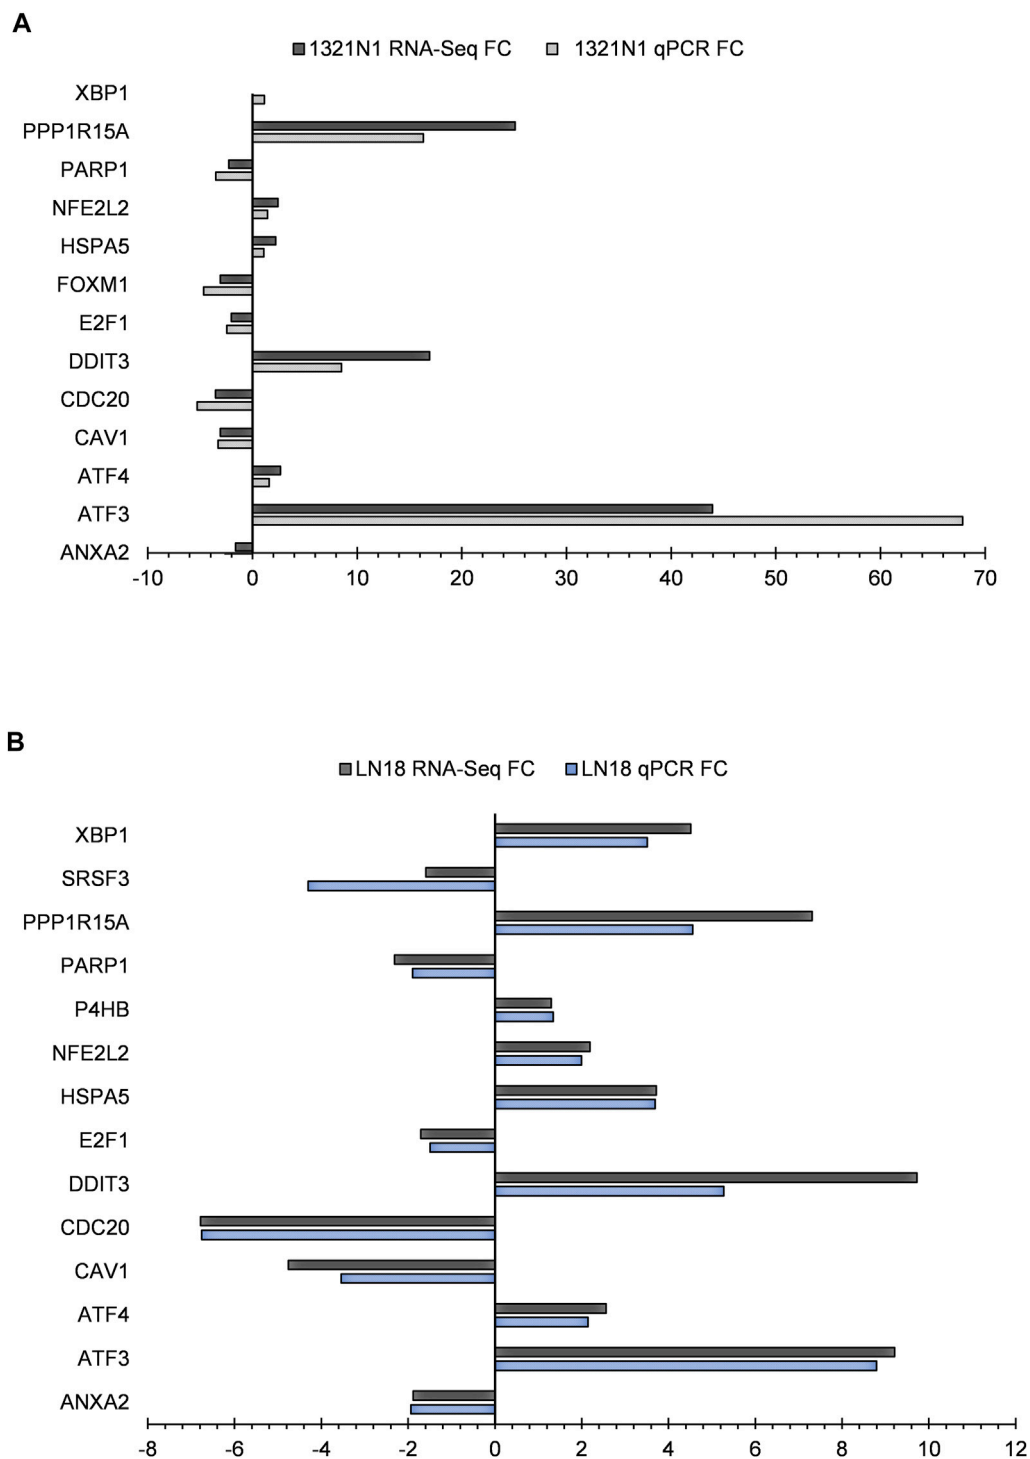 A
1321N1 RNA-Seq FC 1321N1 qPCR FC
XBP1
PPP1R15A
PARP1
NFE2L2
HSPA5
FOXM1
E2F1
DDIT3
CDC20
CAV1
ATF4
ATF3
ANXA2
-10 0 10 20 30 40 50 60 70
B
LN18 RNA-Seq FC LN18 qPCR FC
XBP1
SRSF3
PPP1R15A
PARP1
P4HB
NFE2L2
HSPA5
E2F1
DDIT3
CDC20
CAV1
ATF4
ATF3
ANXA2
-8 -6 -4 -2 0 2 4 6 8 10 12